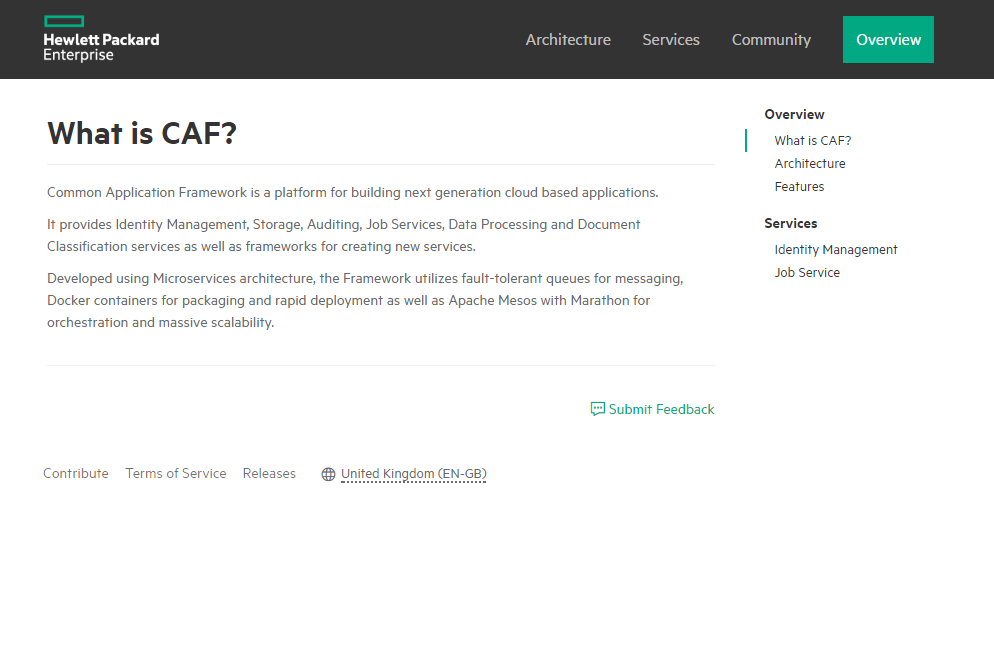 Hewlett Packard
Enterprise
Architecture
Services
Community
Overview
What is CAF?
Common Application Framework is a platform for building next generation cloud based applications.
It provides Identity Management, Storage, Auditing, Job Services, Data Processing and Document
Classification services as well as frameworks for creating new services.
Developed using Microservices architecture, the Framework utilizes fault-tolerant queues for messaging,
Docker containers for packaging and rapid deployment as well as Apache Mesos with Marathon for
orchestration and massive scalability.
Submit Feedback
Overview
What is CAF?
Architecture
Features
Services
Identity Management
Job Service
Contribute
Terms of Service
Releases
United Kingdom (EN-GB)